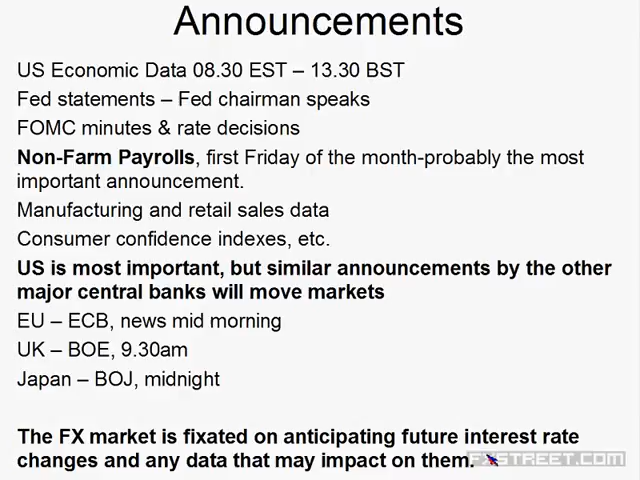 Announcements
US Economic Data 08.30 EST – 13.30 BST
Fed statements – Fed chairman speaks
FOMC minutes & rate decisions
Non-Farm Payrolls, first Friday of the month-probably the most
important announcement.
Manufacturing and retail sales data
Consumer confidence indexes, etc.
US is most important, but similar announcements by the other
major central banks will move markets
EU – ECB, news mid morning
UK – BOE, 9.30am
Japan – BOJ, midnight
The FX market is fixated on anticipating future interest rate
changes and any data that may impact on them.
FXSTREET.COM